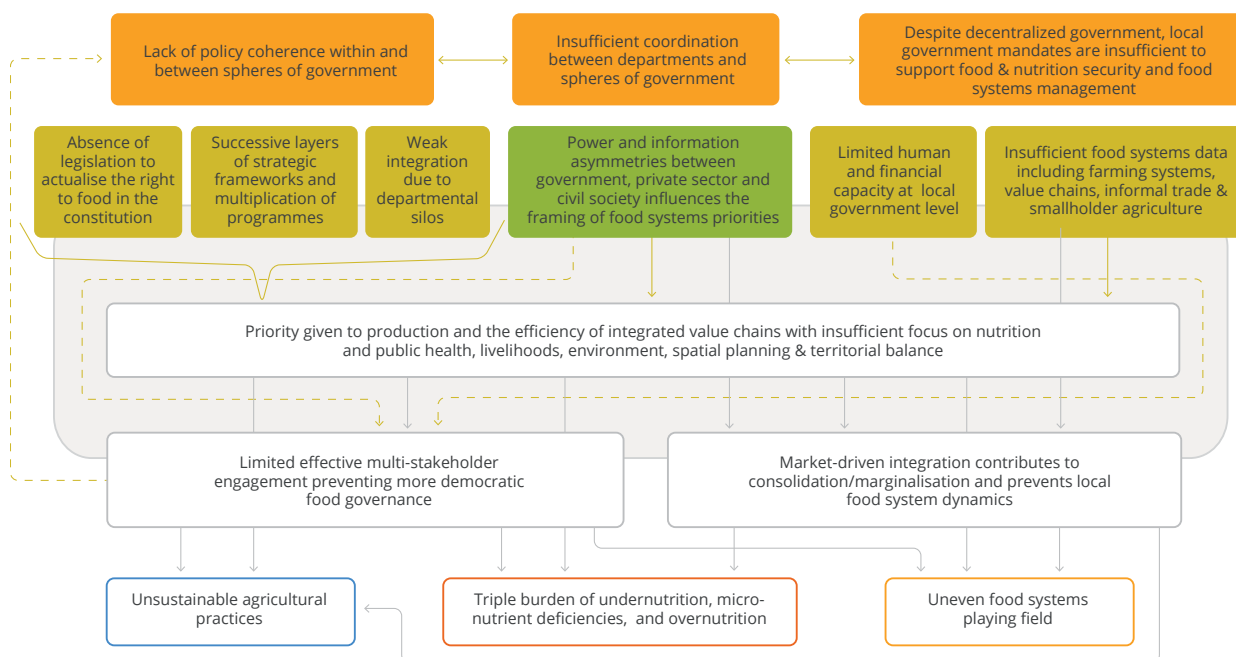 Lack of policy coherence within and
between spheres of government
Insufficient coordination
between departments and
spheres of government
Despite decentralized government, local
government mandates are insufficient to
support food & nutrition security and food
systems management
Absence of
legislation to
actualise the right
to food in the
constitution
Successive layers
of strategic
frameworks and
multiplication of
programmes
Weak
integration
due to
departmental
silos
Power and information
asymmetries between
government, private sector and
civil society influences the
framing of food systems priorities
Limited human
and financial
capacity at local
government level
Insufficient food systems data
including farming systems,
value chains, informal trade &
smallholder agriculture
Priority given to production and the efficiency of integrated value chains with insufficient focus on nutrition
and public health, livelihoods, environment, spatial planning & territorial balance
Limited effective multi-stakeholder
engagement preventing more democratic
food governance
Market-driven integration contributes to
consolidation/marginalisation and prevents local
food system dynamics
Unsustainable agricultural
practices
Triple burden of undernutrition, micro-
nutrient deficiencies, and overnutrition
Uneven food systems
playing field